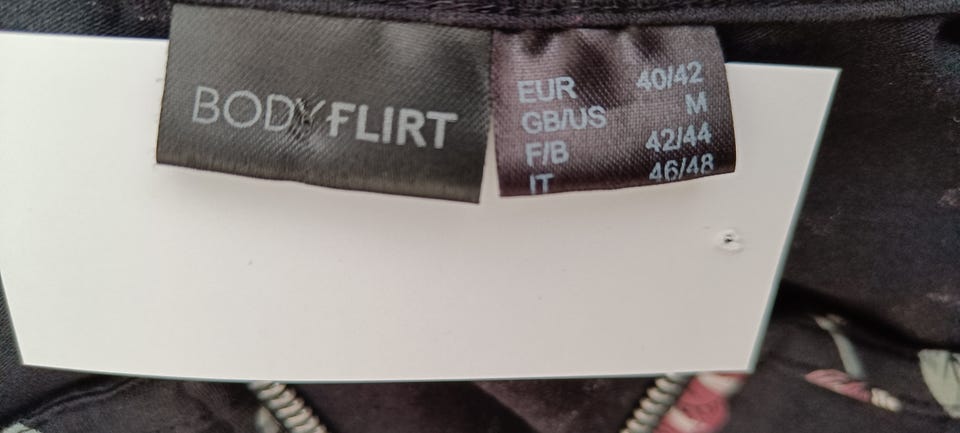 BODYFLIRT
EUR 40/42
GB/US M
F/B 42/44
IT 46/48